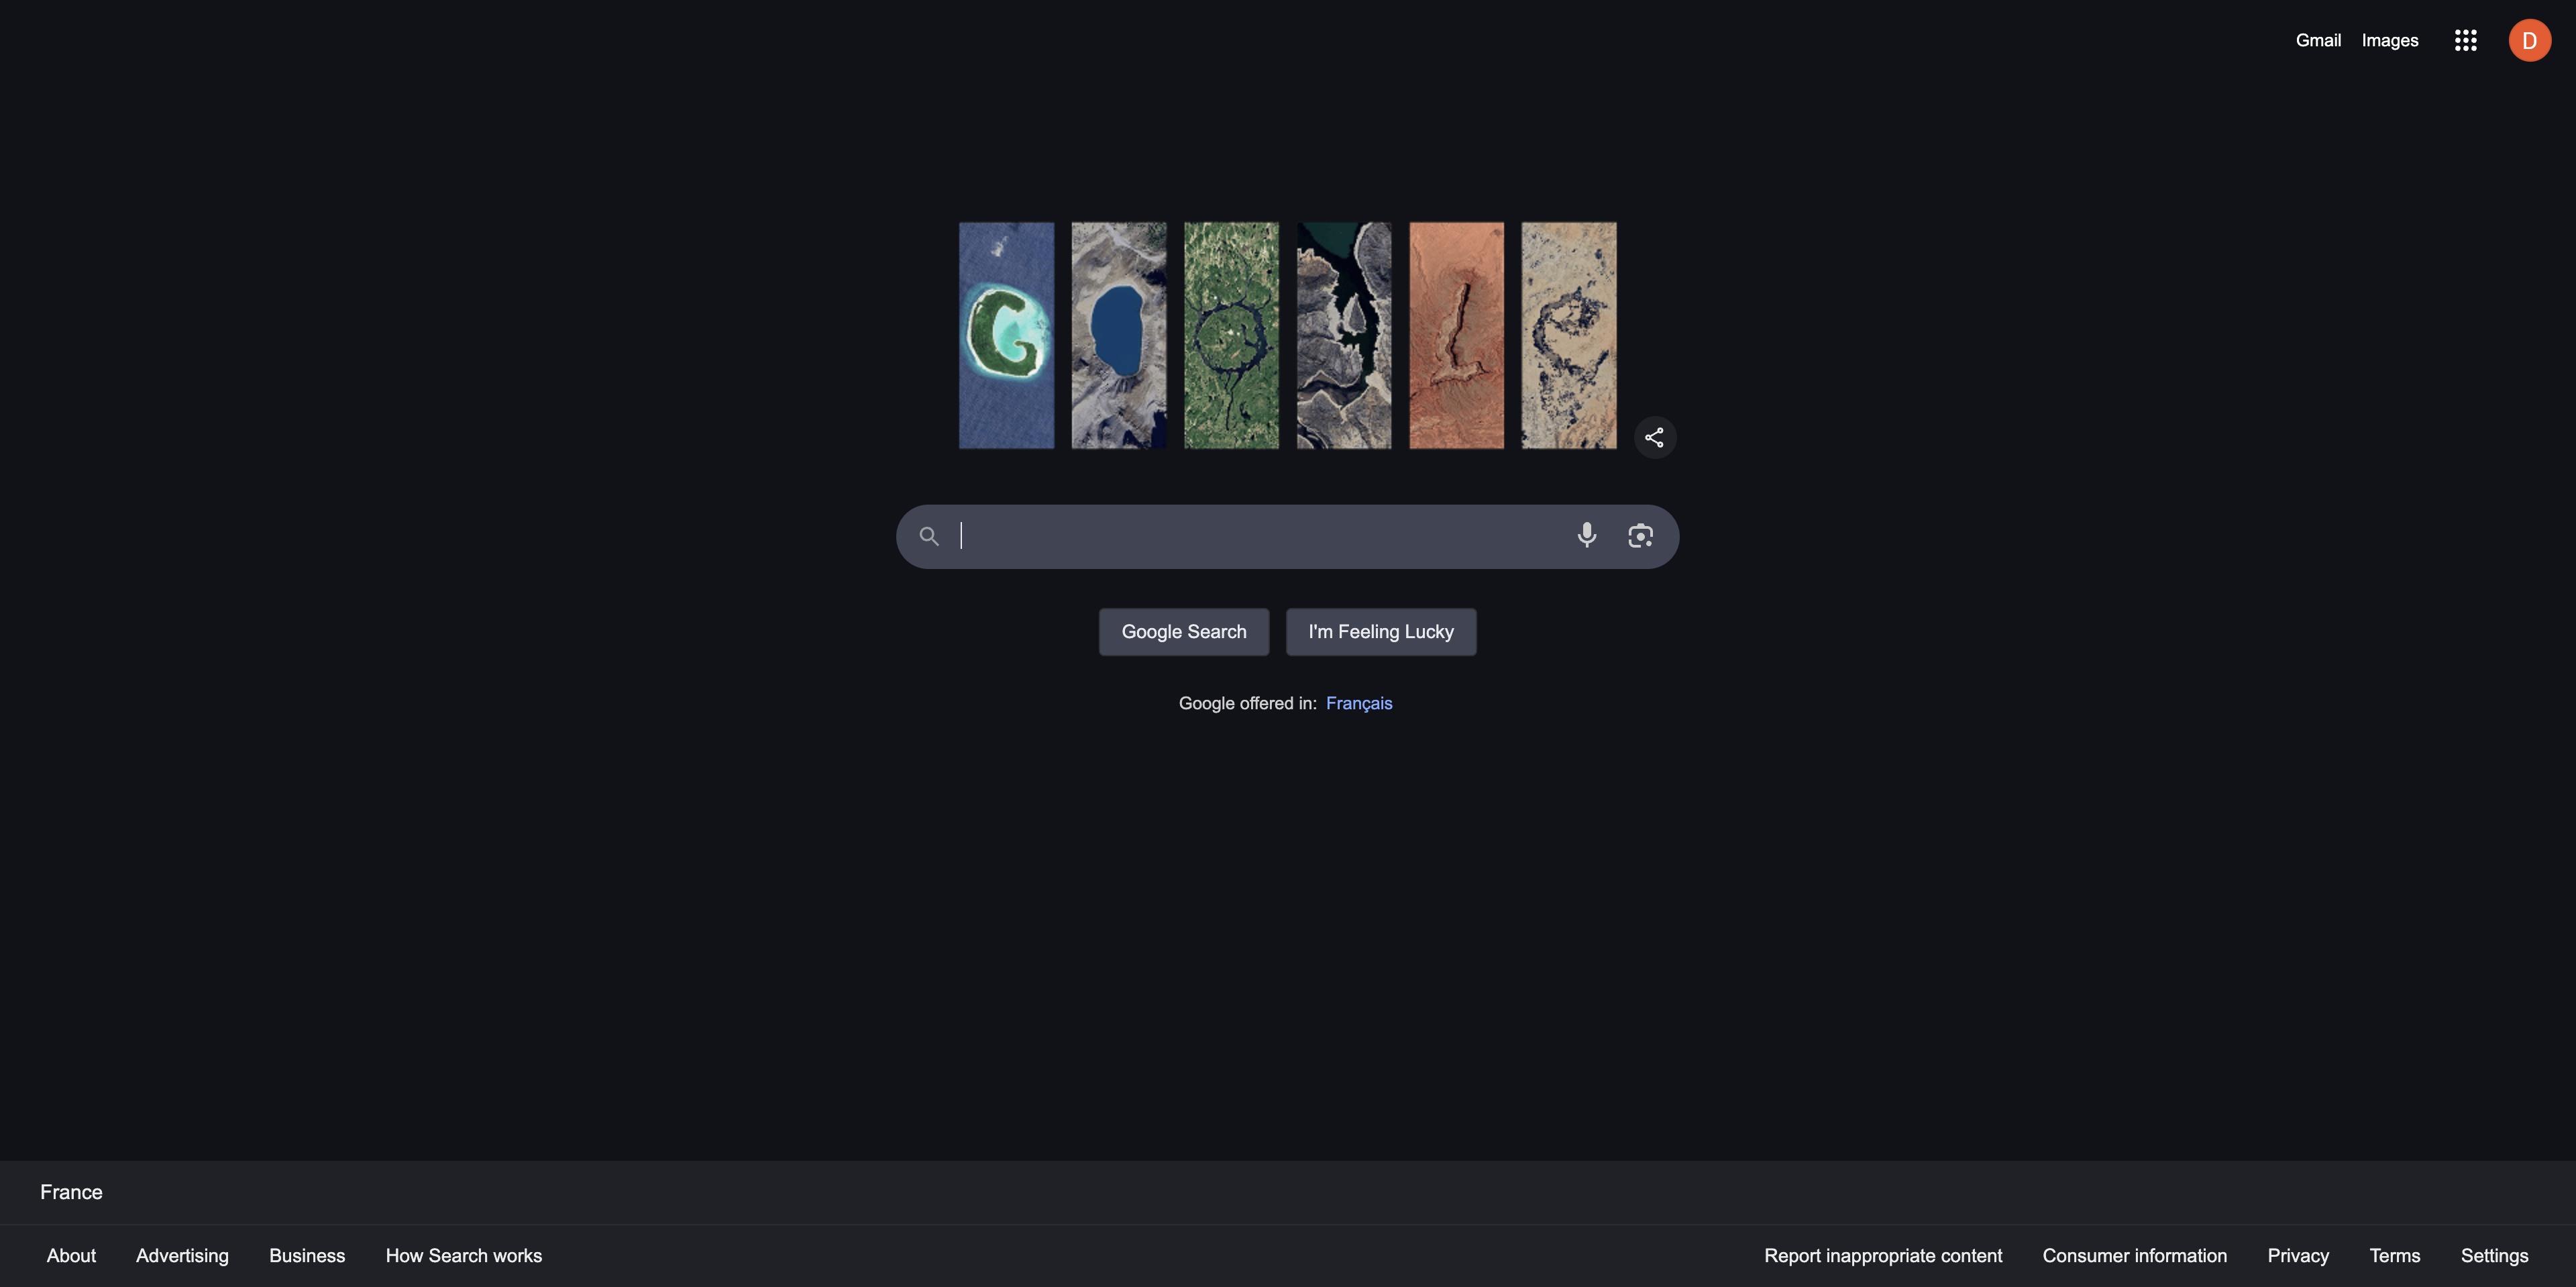 Gmail Images D
G O O G L E
Google Search I'm Feeling Lucky
Google offered in: Français
France
About Advertising Business How Search works Report inappropriate content Consumer information Privacy Terms Settings